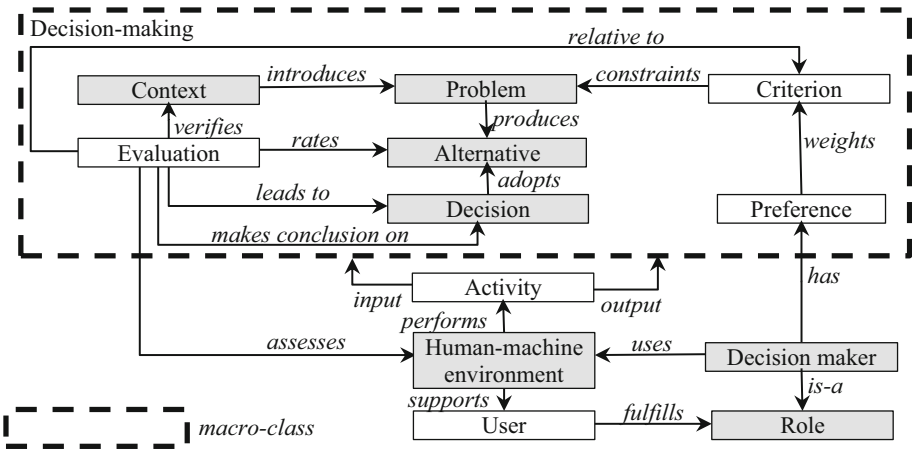 Decision-making
relative to
Context
introduces
Problem
constraints
Criterion
verifies
produces
Evaluation
rates
Alternative
weights
leads to
adopts
Decision
Preference
makes conclusion on
input
Activity
output
has
performs
assesses
Human-machine
environment
uses
Decision maker
supports
is-a
User
fulfills
Role
macro-class